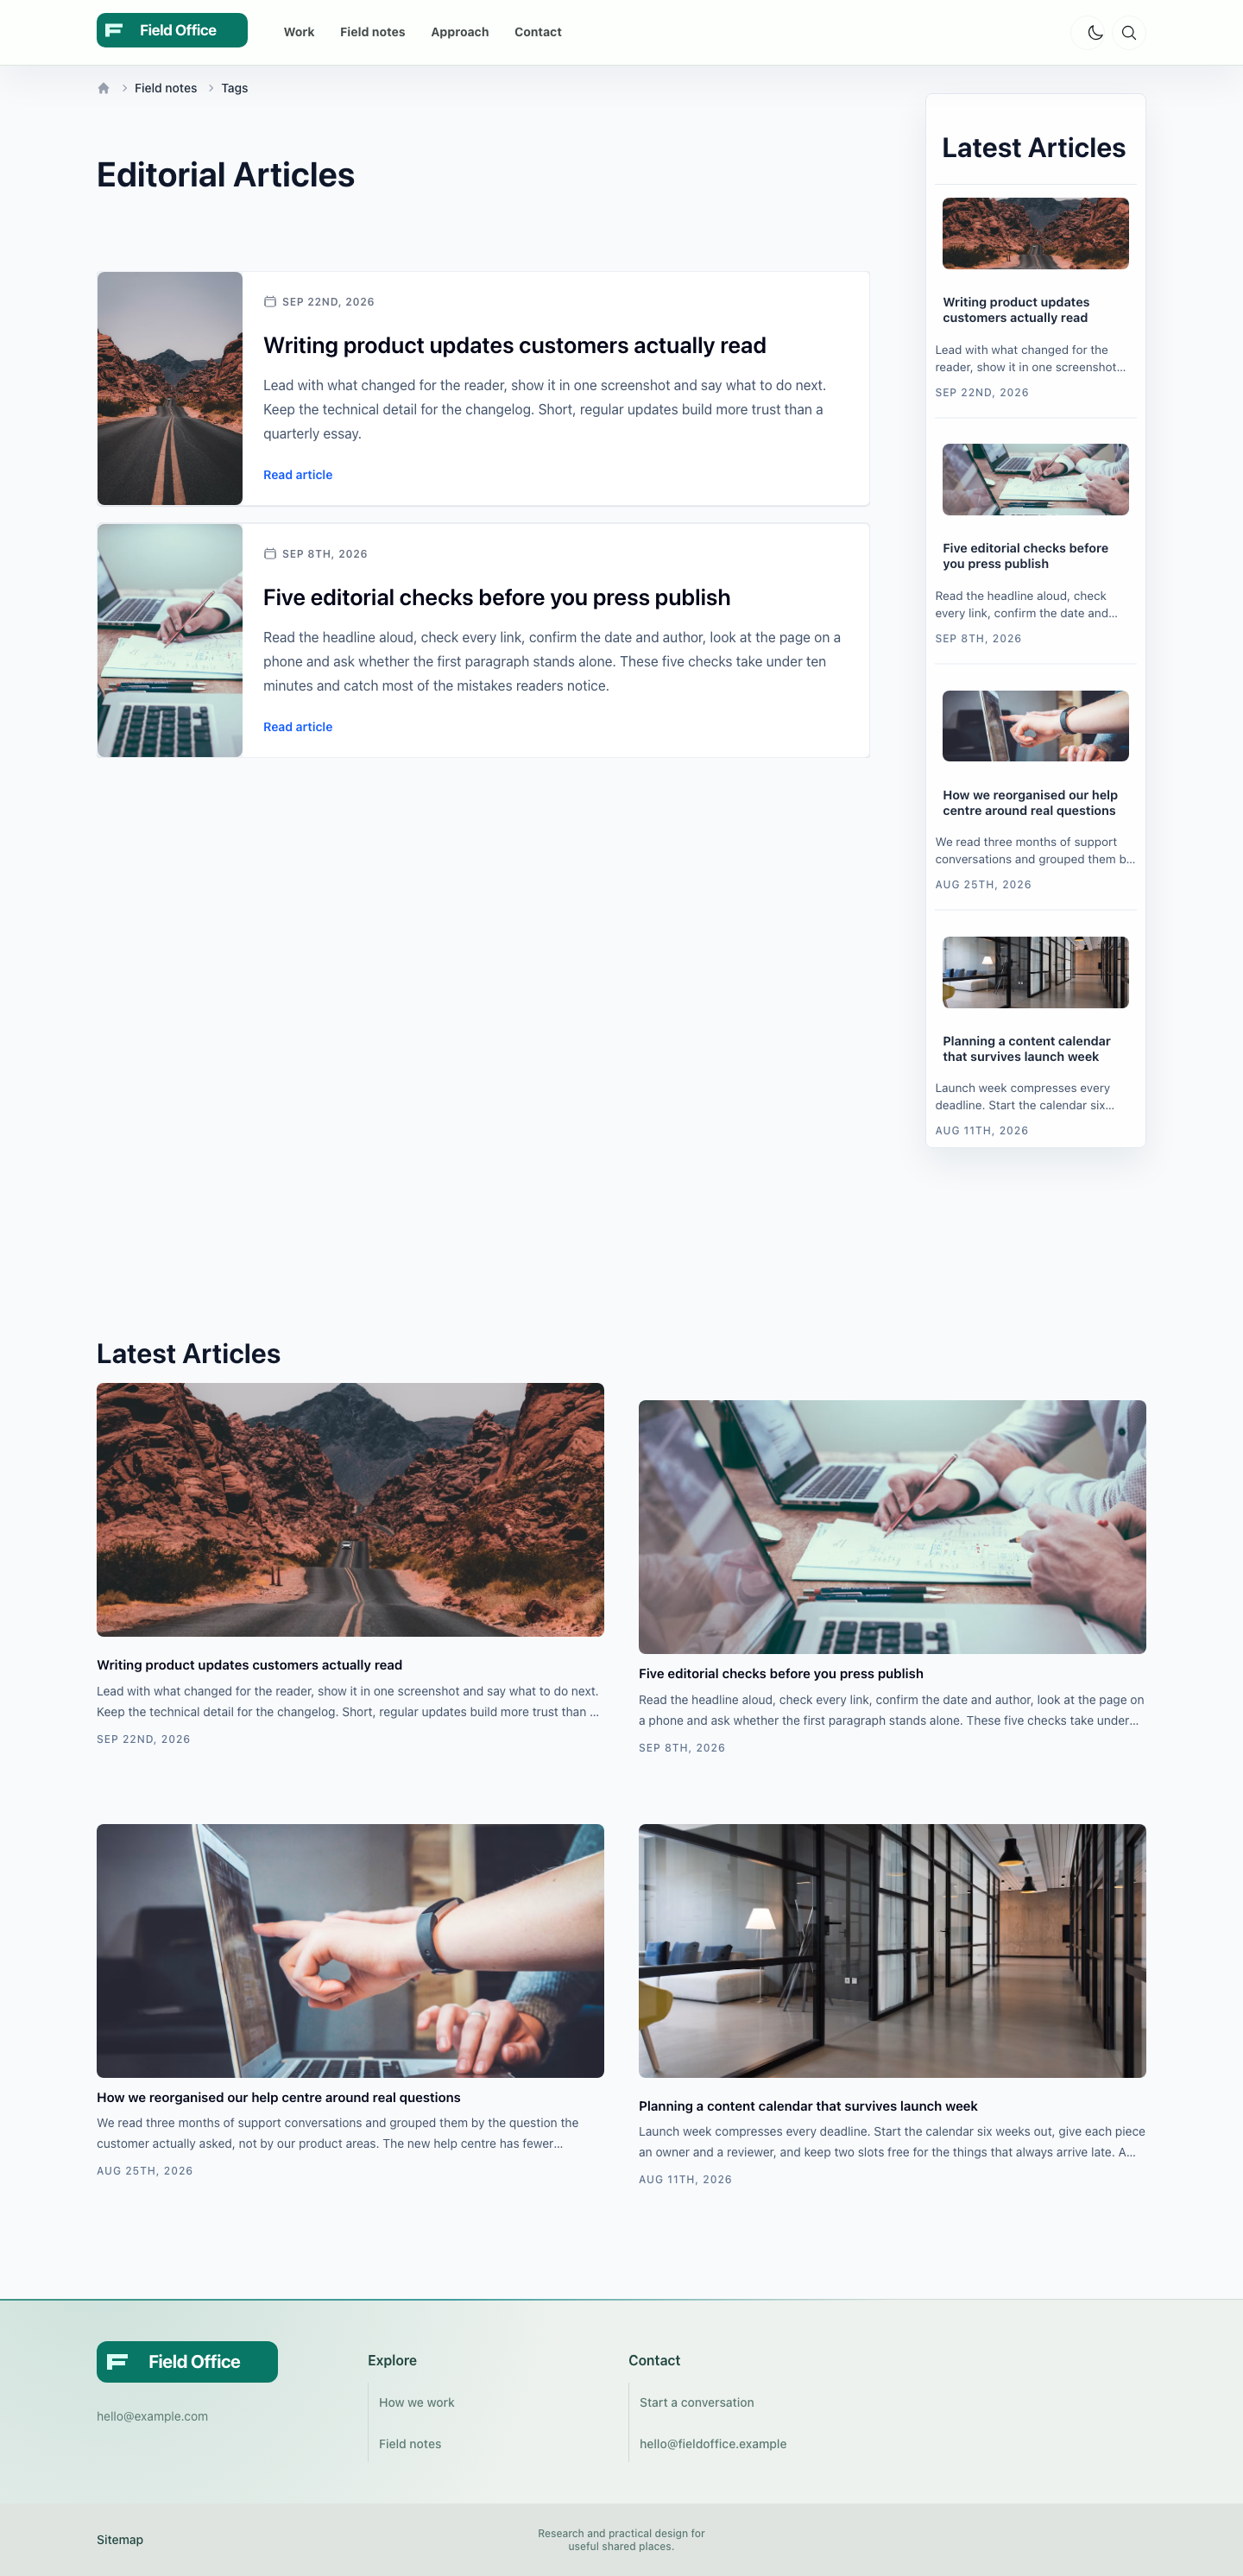 Field Office
Work
Field notes
Approach
Contact
Field notes
Tags
Editorial Articles
SEP 22ND, 2026
Writing product updates customers actually read
Lead with what changed for the reader, show it in one screenshot and say what to do next.
Keep the technical detail for the changelog. Short, regular updates build more trust than a
quarterly essay.
Read article
SEP 8TH, 2026
Five editorial checks before you press publish
Read the headline aloud, check every link, confirm the date and author, look at the page on a
phone and ask whether the first paragraph stands alone. These five checks take under ten
minutes and catch most of the mistakes readers notice.
Read article
Latest Articles
Writing product updates
customers actually read
Lead with what changed for the
reader, show it in one screenshot...
SEP 22ND, 2026
Five editorial checks before
you press publish
Read the headline aloud, check
every link, confirm the date and...
SEP 8TH, 2026
How we reorganised our help
centre around real questions
We read three months of support
conversations and grouped them b...
AUG 25TH, 2026
Planning a content calendar
that survives launch week
Launch week compresses every
deadline. Start the calendar six...
AUG 11TH, 2026
Latest Articles
Writing product updates customers actually read
Lead with what changed for the reader, show it in one screenshot and say what to do next.
Keep the technical detail for the changelog. Short, regular updates build more trust than ...
SEP 22ND, 2026
Five editorial checks before you press publish
Read the headline aloud, check every link, confirm the date and author, look at the page on
a phone and ask whether the first paragraph stands alone. These five checks take under...
SEP 8TH, 2026
How we reorganised our help centre around real questions
We read three months of support conversations and grouped them by the question the
customer actually asked, not by our product areas. The new help centre has fewer...
AUG 25TH, 2026
Planning a content calendar that survives launch week
Launch week compresses every deadline. Start the calendar six weeks out, give each piece
an owner and a reviewer, and keep two slots free for the things that always arrive late. A...
AUG 11TH, 2026
Field Office
hello@example.com
Explore
How we work
Field notes
Contact
Start a conversation
hello@fieldoffice.example
Sitemap
Research and practical design for
useful shared places.